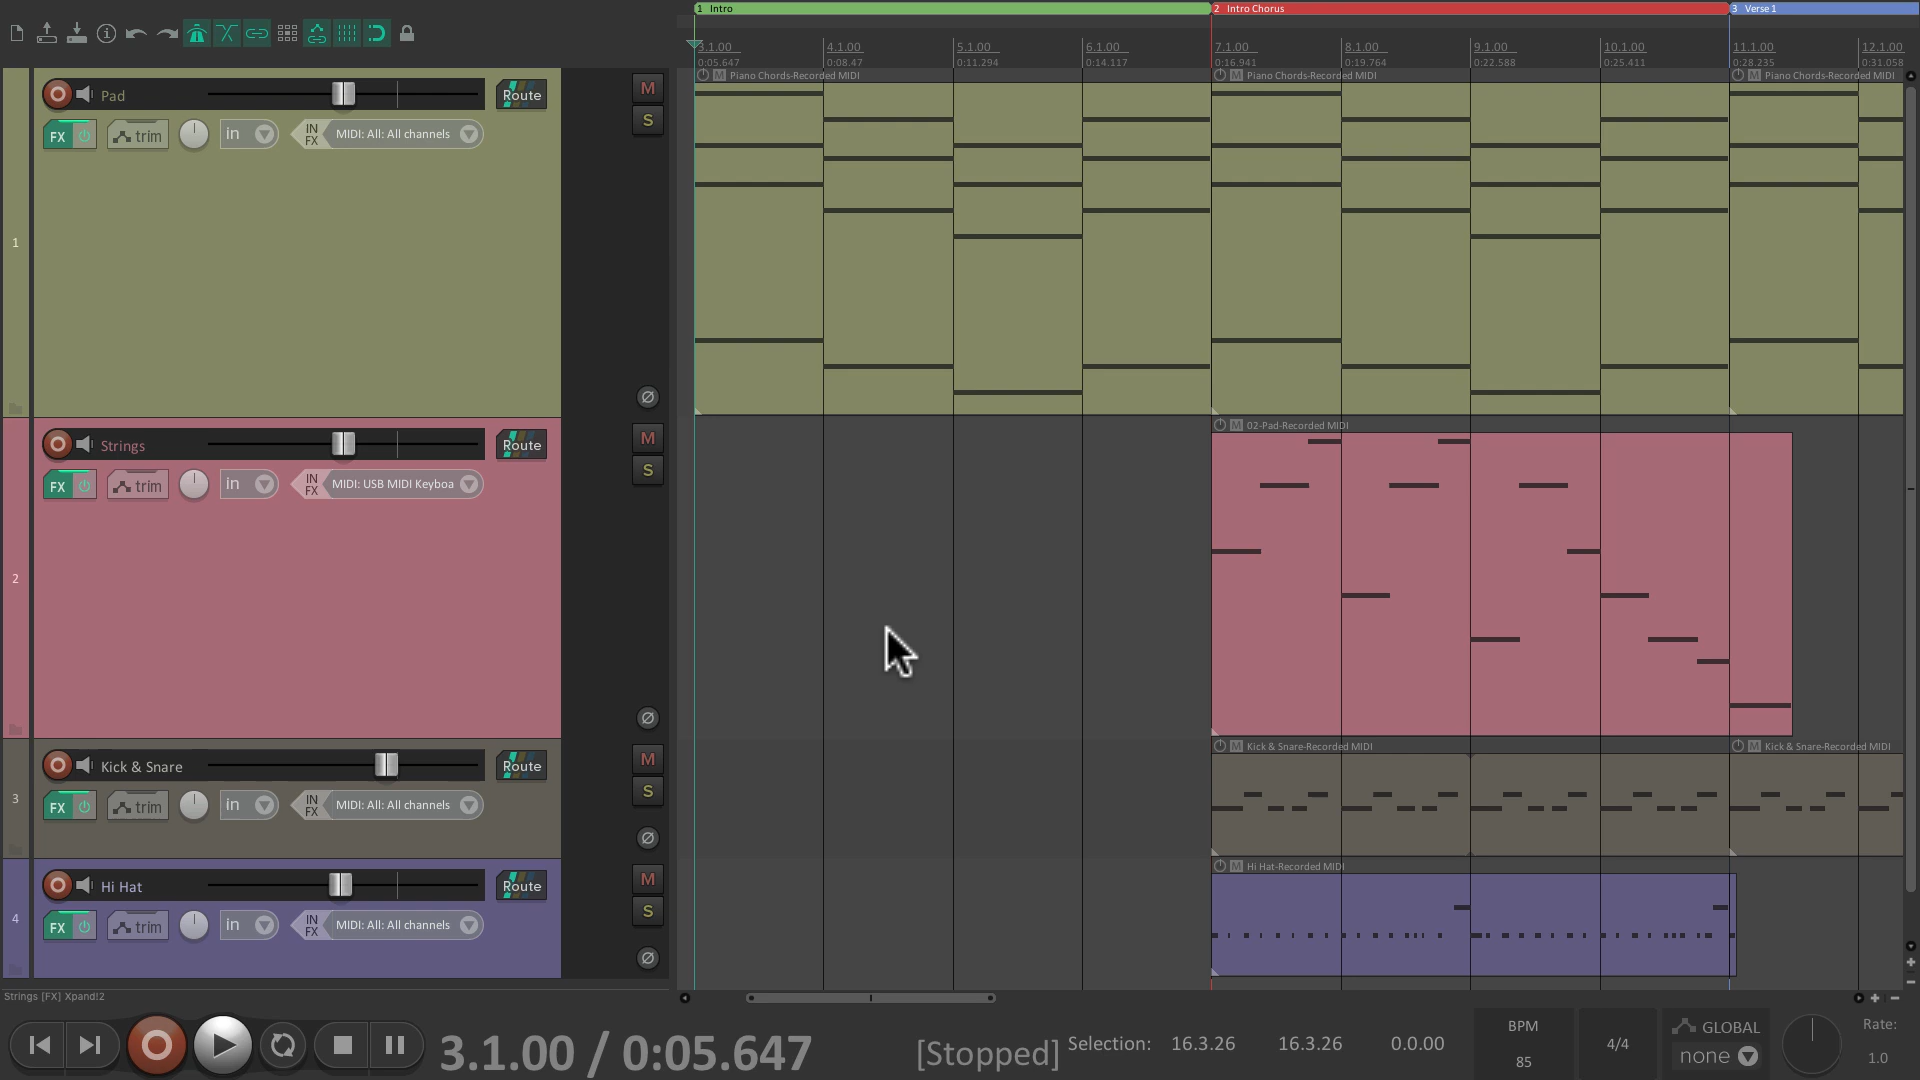 1 Intro
2 Intro Chorus
3 Verse 1
3.1.00 4.1.00 5.1.00 6.1.00 7.1.00 8.1.00 9.1.00 10.1.00 11.1.00 12.1.00
0:05.647 0:08.47 0:11.294 0:14.117 0:16.941 0:19.764 0:22.588 0:25.411 0:28.235 0:31.058
M Piano Chords-Recorded MIDI
M Piano Chords-Recorded MIDI
M Piano Chords-Recorded MIDI
Pad
Route
M
S
FX trim in IN FX MIDI: All: All channels
1
02-Pad-Recorded MIDI
M
Strings
Route
M
S
FX trim in IN FX MIDI: USB MIDI Keyboa
2
M Kick & Snare-Recorded MIDI
M Kick & Snare-Recorded MIDI
Kick & Snare
Route
M
S
FX trim in IN FX MIDI: All: All channels
3
M Hi Hat-Recorded MIDI
Hi Hat
Route
M
S
FX trim in IN FX MIDI: All: All channels
4
Strings [FX] Xpand!2
3.1.00 / 0:05.647
[Stopped]
Selection: 16.3.26 16.3.26 0.0.00
BPM
85
4/4
GLOBAL
none
Rate:
1.0